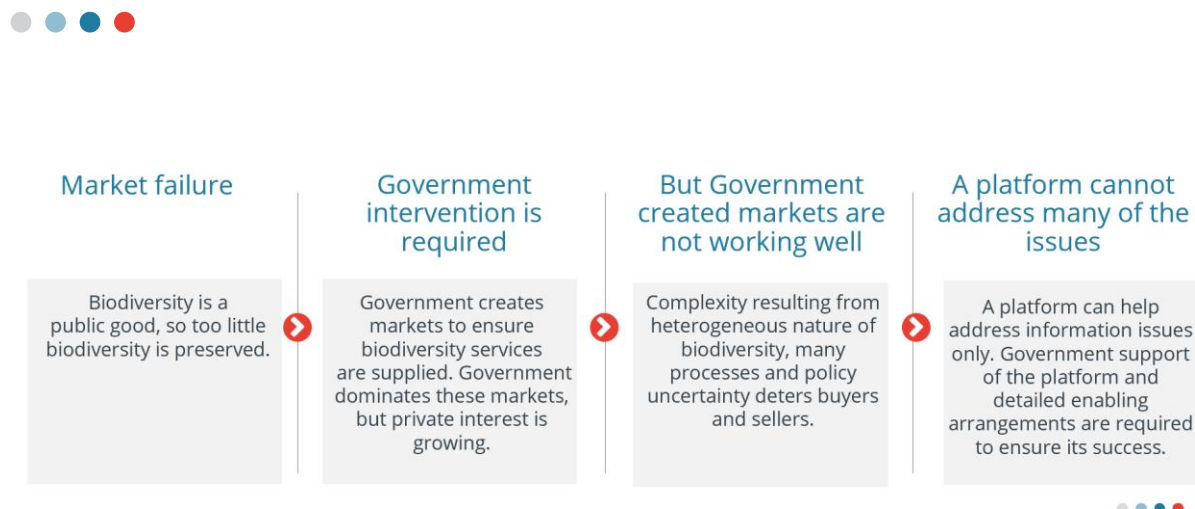 Market failure
Biodiversity is a
public good, so too little
biodiversity is preserved.
Government
intervention is
required
Government creates
markets to ensure
biodiversity services
are supplied. Government
dominates these markets,
but private interest is
growing.
But Government
created markets are
not working well
Complexity resulting from
heterogeneous nature of
biodiversity, many
processes and policy
uncertainty deters buyers
and sellers.
A platform cannot
address many of the
issues
A platform can help
address information issues
only. Government support
of the platform and
detailed enabling
arrangements are required
to ensure its success.